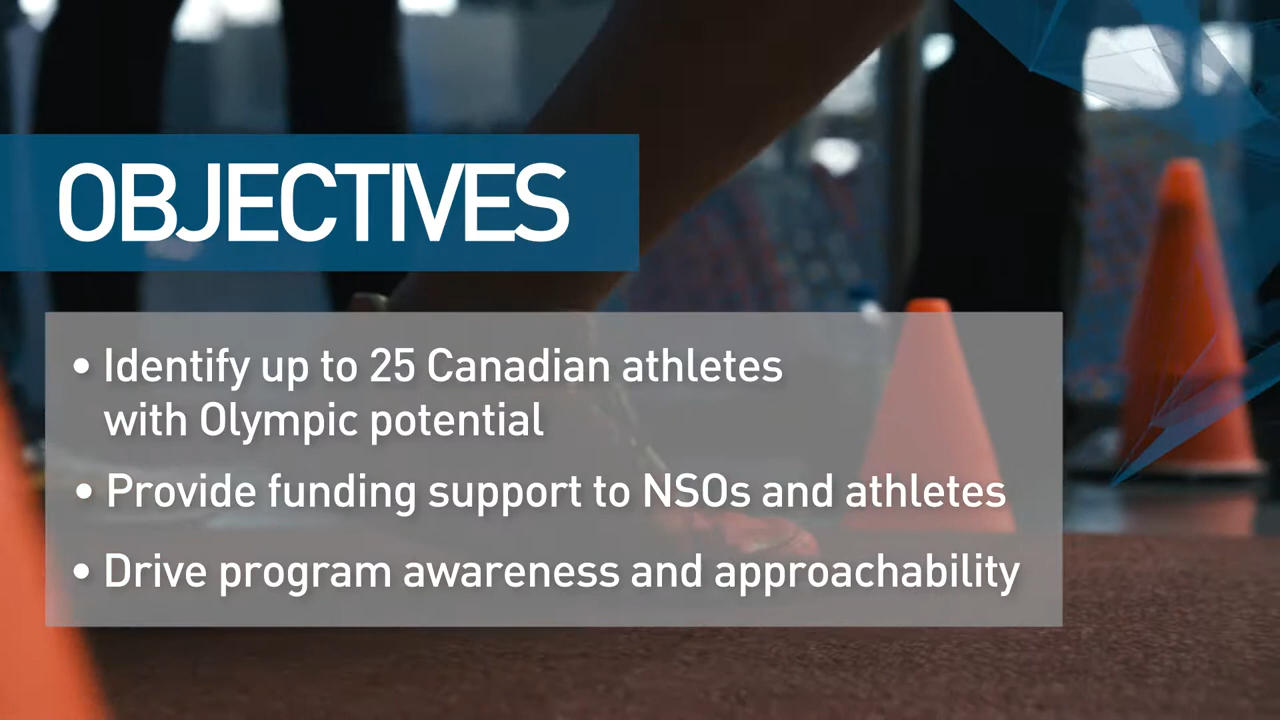 OBJECTIVES
• Identify up to 25 Canadian athletes
with Olympic potential
• Provide funding support to NSOs and athletes
• Drive program awareness and approachability